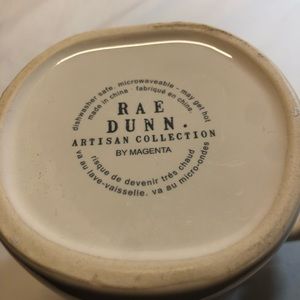 dishwasher safe. microwaveable - may get hot
made in china - fabriqué en chine.
RAE
DUNN.
ARTISAN COLLECTION
BY MAGENTA
risque de devenir trés chaud
va au lave-vaisselle. va au micro-ondes